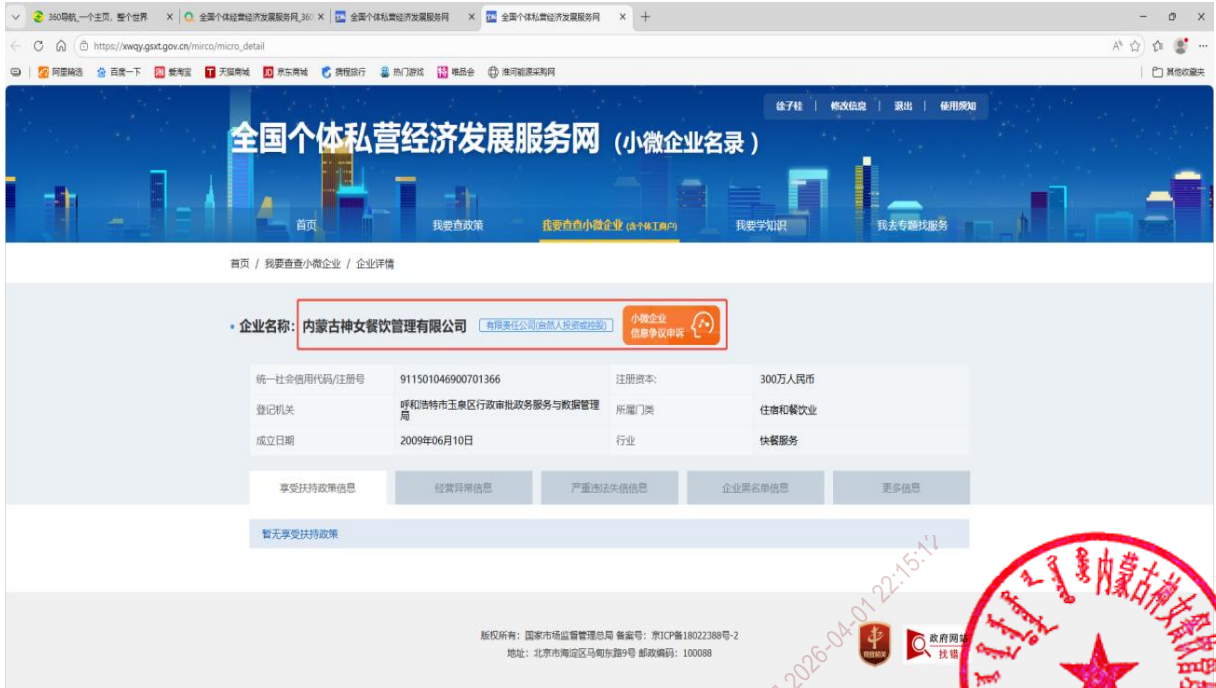 360导航_一个主页，整个世界
全国个体经营经济发展服务网_360
全国个体私营经济发展服务网
全国个体私营经济发展服务网
https://xwqy.gsxt.gov.cn/mirco/micro_detail
阿里精选 百度一下 爱淘宝 天猫商城 京东商城 携程旅行 热门游戏 唯品会 淮河能源采购网 其他收藏夹
徐子桂 | 修改信息 | 退出 | 使用须知
全国个体私营经济发展服务网（小微企业名录）
首页 我要查政策 我要查查小微企业 (含个体工商户) 我要学知识 我去专题找服务
首页 / 我要查查小微企业 / 企业详情
企业名称： 内蒙古神女餐饮管理有限公司 有限责任公司(自然人投资或控股)
小微企业
信息争议申诉
统一社会信用代码/注册号 911501046900701366 注册资本: 300万人民币
登记机关 呼和浩特市玉泉区行政审批政务服务与数据管理局 所属门类 住宿和餐饮业
成立日期 2009年06月10日 行业 快餐服务
享受扶持政策信息 经营异常信息 严重违法失信信息 企业黑名单信息 更多信息
暂无享受扶持政策
版权所有：国家市场监督管理总局 备案号：京ICP备18022388号-2
地址：北京市海淀区马甸东路9号 邮政编码：100088
党政机关
政府网站
找错
2026-04-01 22:15:12
内蒙古神女餐饮管